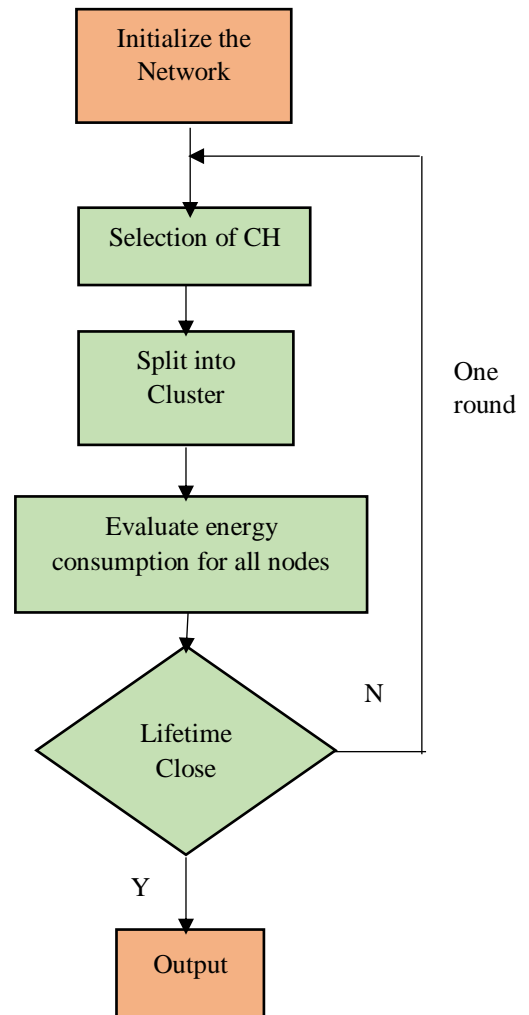 Initialize the
Network
Selection of CH
Split into
Cluster
One
round
Evaluate energy
consumption for all nodes
N
Lifetime
Close
Y
Output